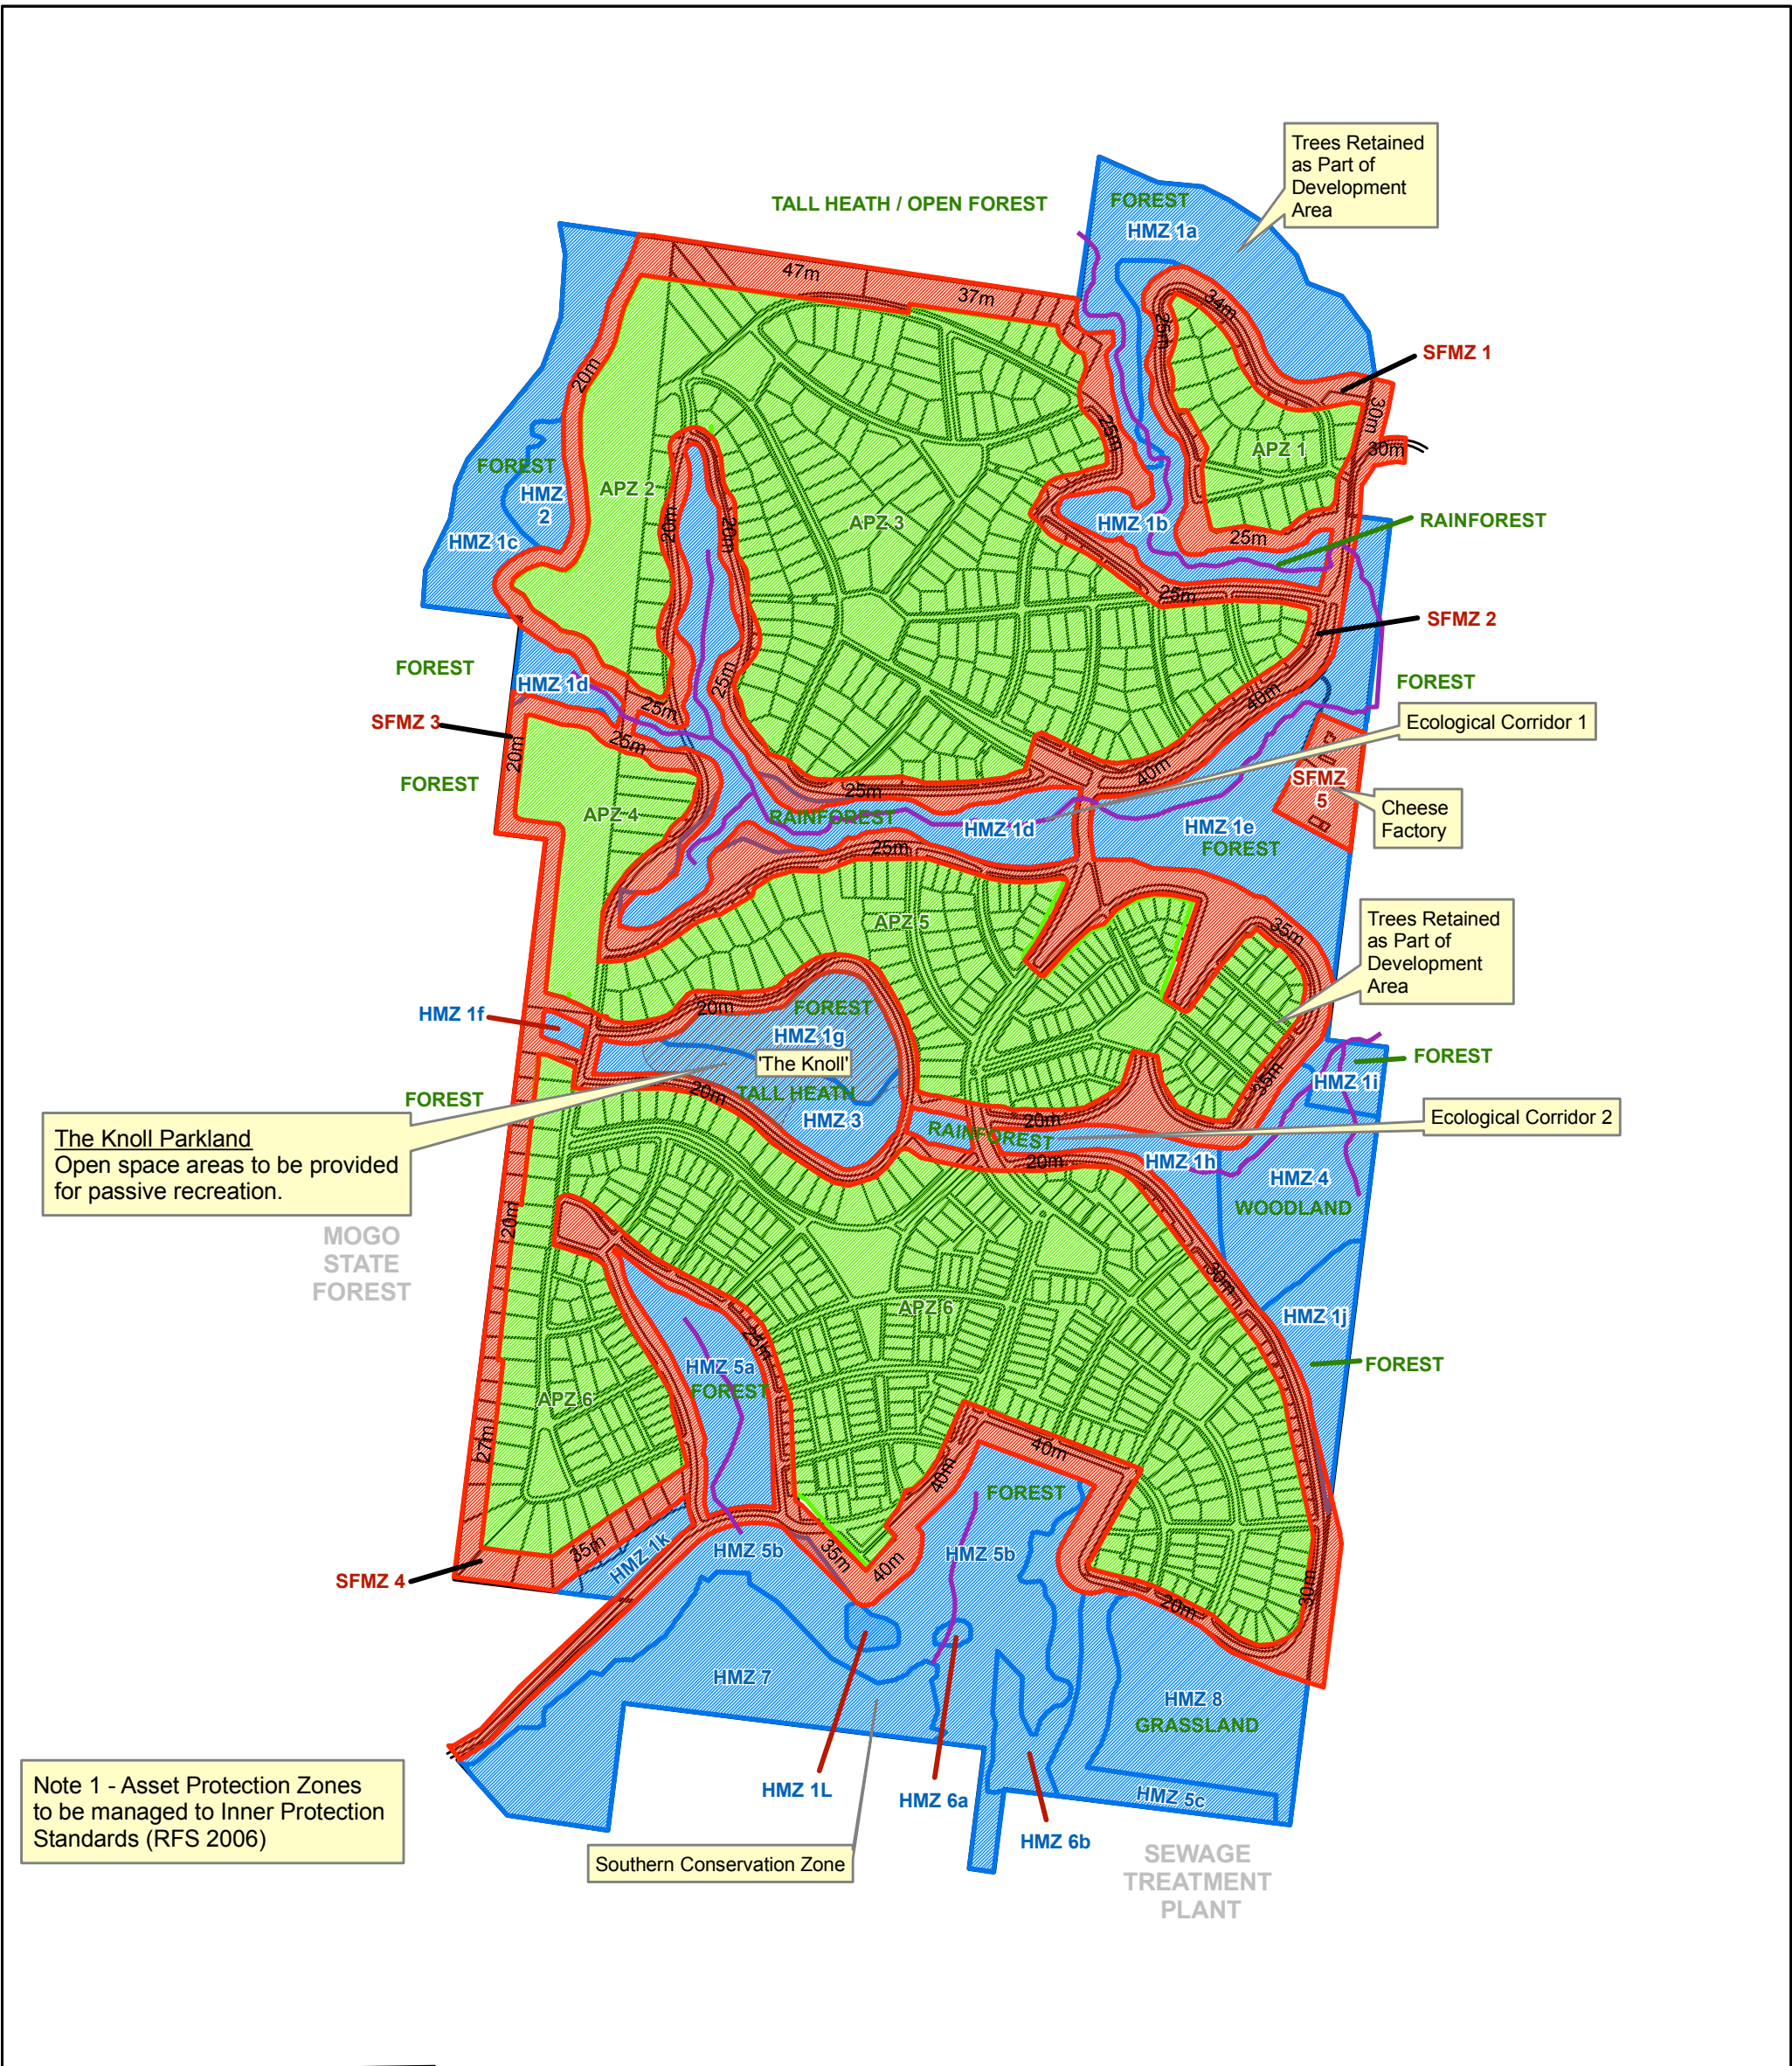 Trees Retained
as Part of
Development
Area
TALL HEATH / OPEN FOREST
FOREST
HMZ 1a
47m
37m
34m
25m
SFMZ 1
20m
30m
25m
APZ 1
30m
FOREST
APZ 2
HMZ
2
20m
20m
APZ 3
HMZ 1b
RAINFOREST
HMZ 1c
25m
25m
SFMZ 2
FOREST
HMZ 1d
25m
FOREST
40m
25m
Ecological Corridor 1
SFMZ 3
20m
25m
FOREST
40m
SFMZ
5
25m
Cheese
Factory
APZ 4
RAINFOREST
HMZ 1d
HMZ 1e
FOREST
25m
APZ 5
35m
Trees Retained
as Part of
Development
Area
HMZ 1f
20m
FOREST
HMZ 1g
'The Knoll'
FOREST
HMZ 1i
35m
FOREST
20m
TALL HEATH
HMZ 3
20m
RAINFOREST
Ecological Corridor 2
The Knoll Parkland
Open space areas to be provided
for passive recreation.
20m
HMZ 1h
HMZ 4
WOODLAND
20m
MOGO
STATE
FOREST
30m
APZ 6
HMZ 1j
25m
HMZ 5a
FOREST
FOREST
APZ 6
27m
40m
40m
FOREST
35m
HMZ 1k
HMZ 5b
35m
40m
HMZ 5b
SFMZ 4
20m
30m
HMZ 7
HMZ 8
GRASSLAND
HMZ 1L
HMZ 6a
HMZ 5c
HMZ 6b
Note 1 - Asset Protection Zones
to be managed to Inner Protection
Standards (RFS 2006)
Southern Conservation Zone
SEWAGE
TREATMENT
PLANT